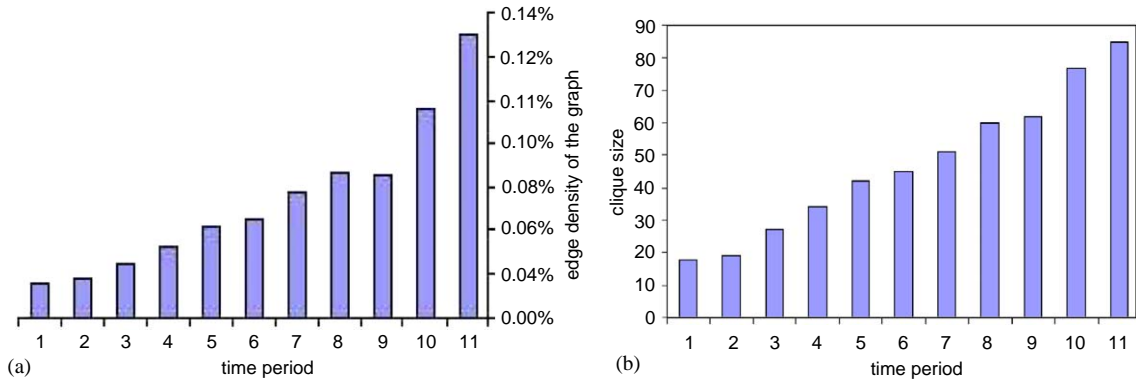 0.14%
0.12%
0.11%
0.10%
0.08%
0.06%
0.04%
0.00%
edge density of the graph
1 2 3 4 5 6 7 8 9 10 11
time period
(a)
90
80
70
60
50
40
30
20
10
0
clique size
1 2 3 4 5 6 7 8 9 10 11
time period
(b)